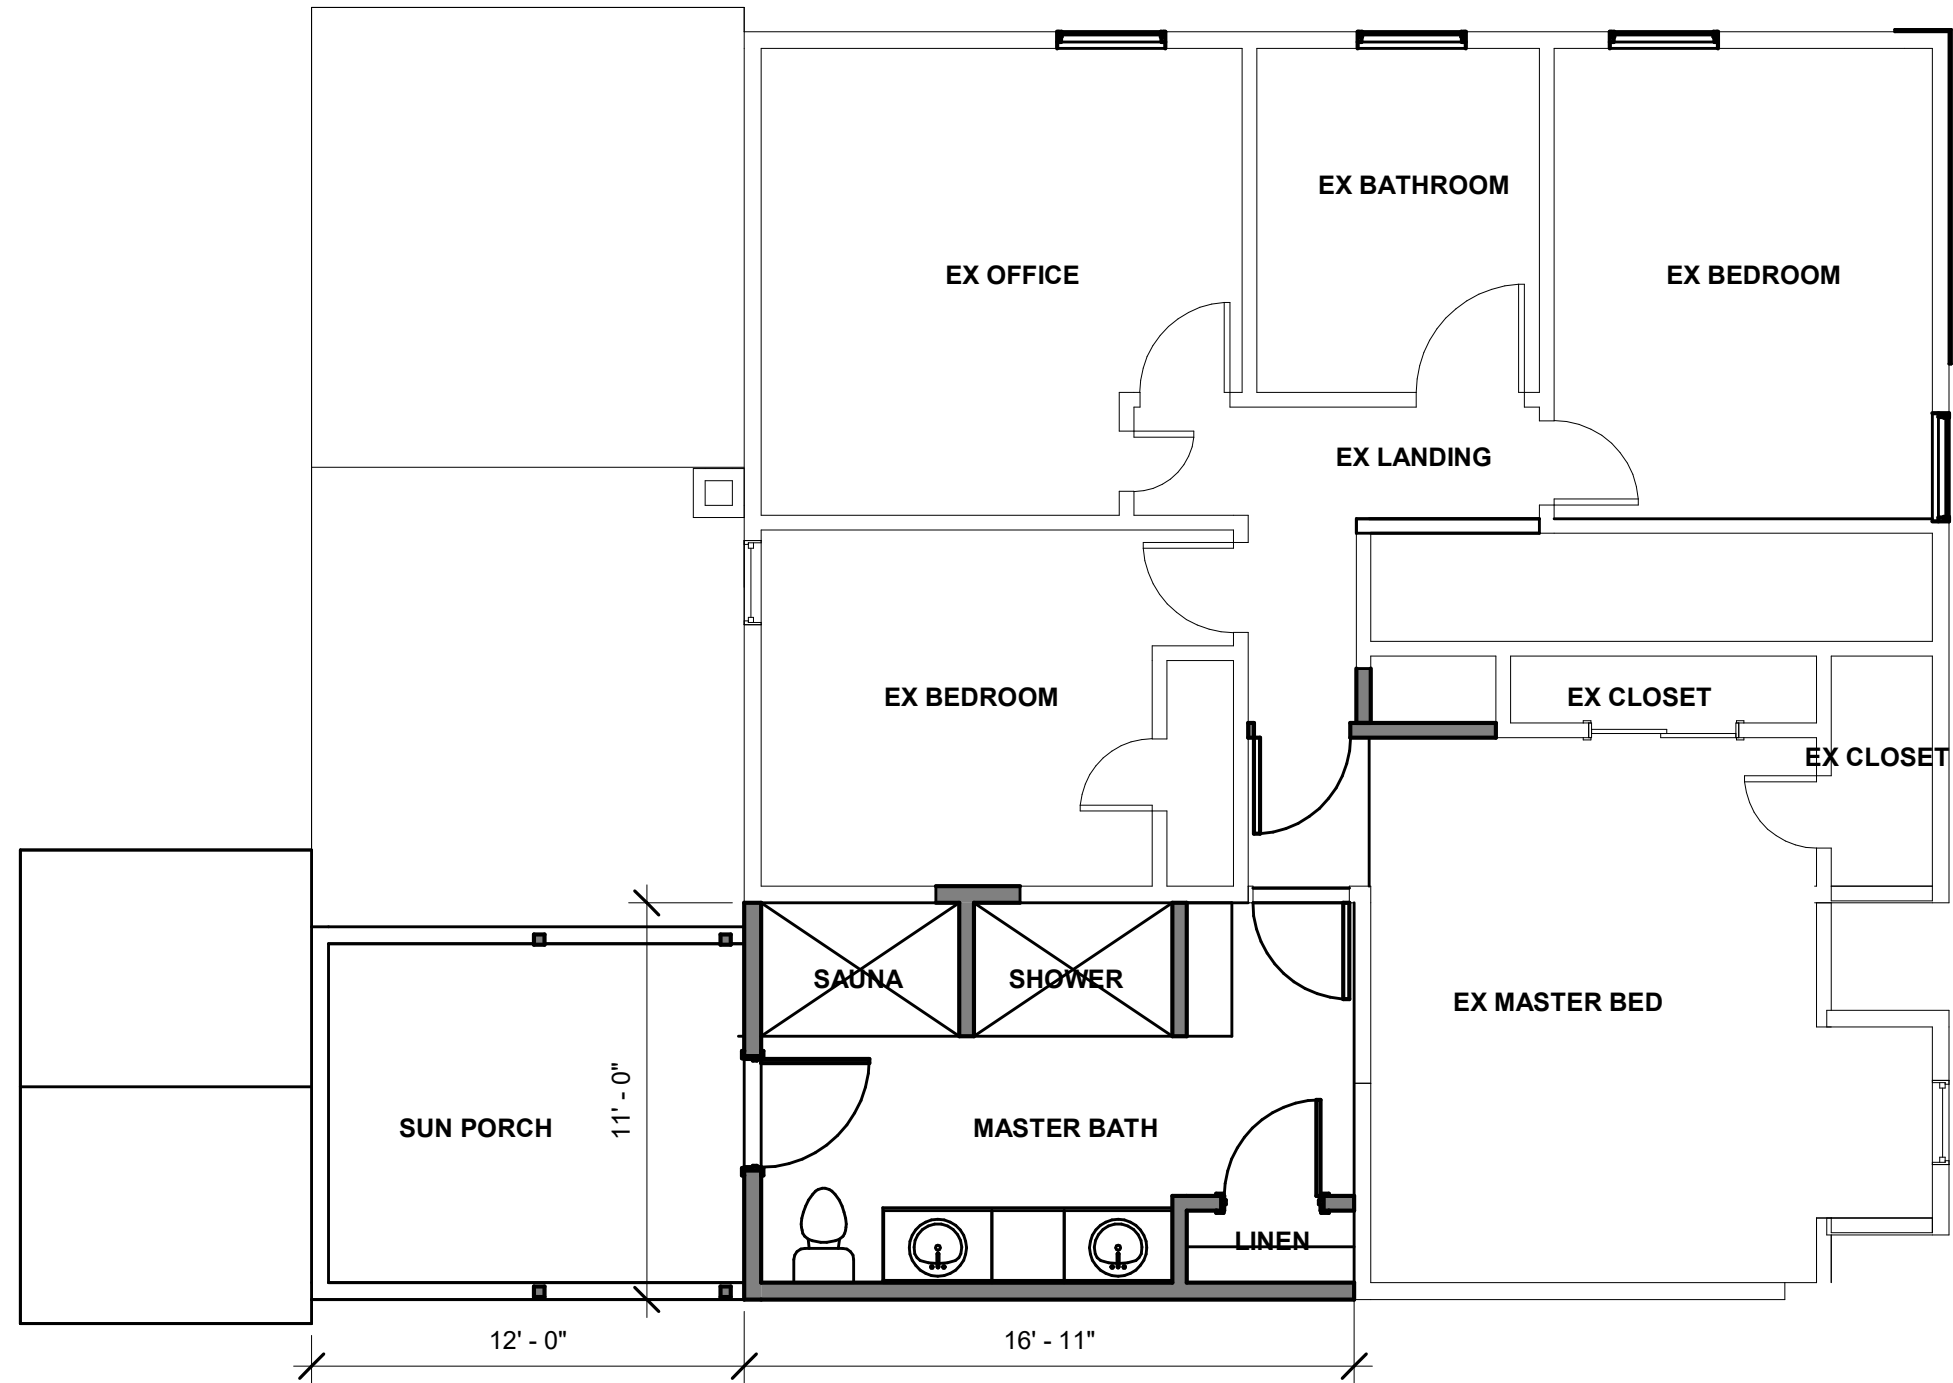 EX BATHROOM
EX OFFICE
EX BEDROOM
EX LANDING
EX BEDROOM
EX CLOSET
EX CLOSET
SAUNA
SHOWER
EX MASTER BED
11' - 0"
SUN PORCH
MASTER BATH
LINEN
12' - 0"
16' - 11"